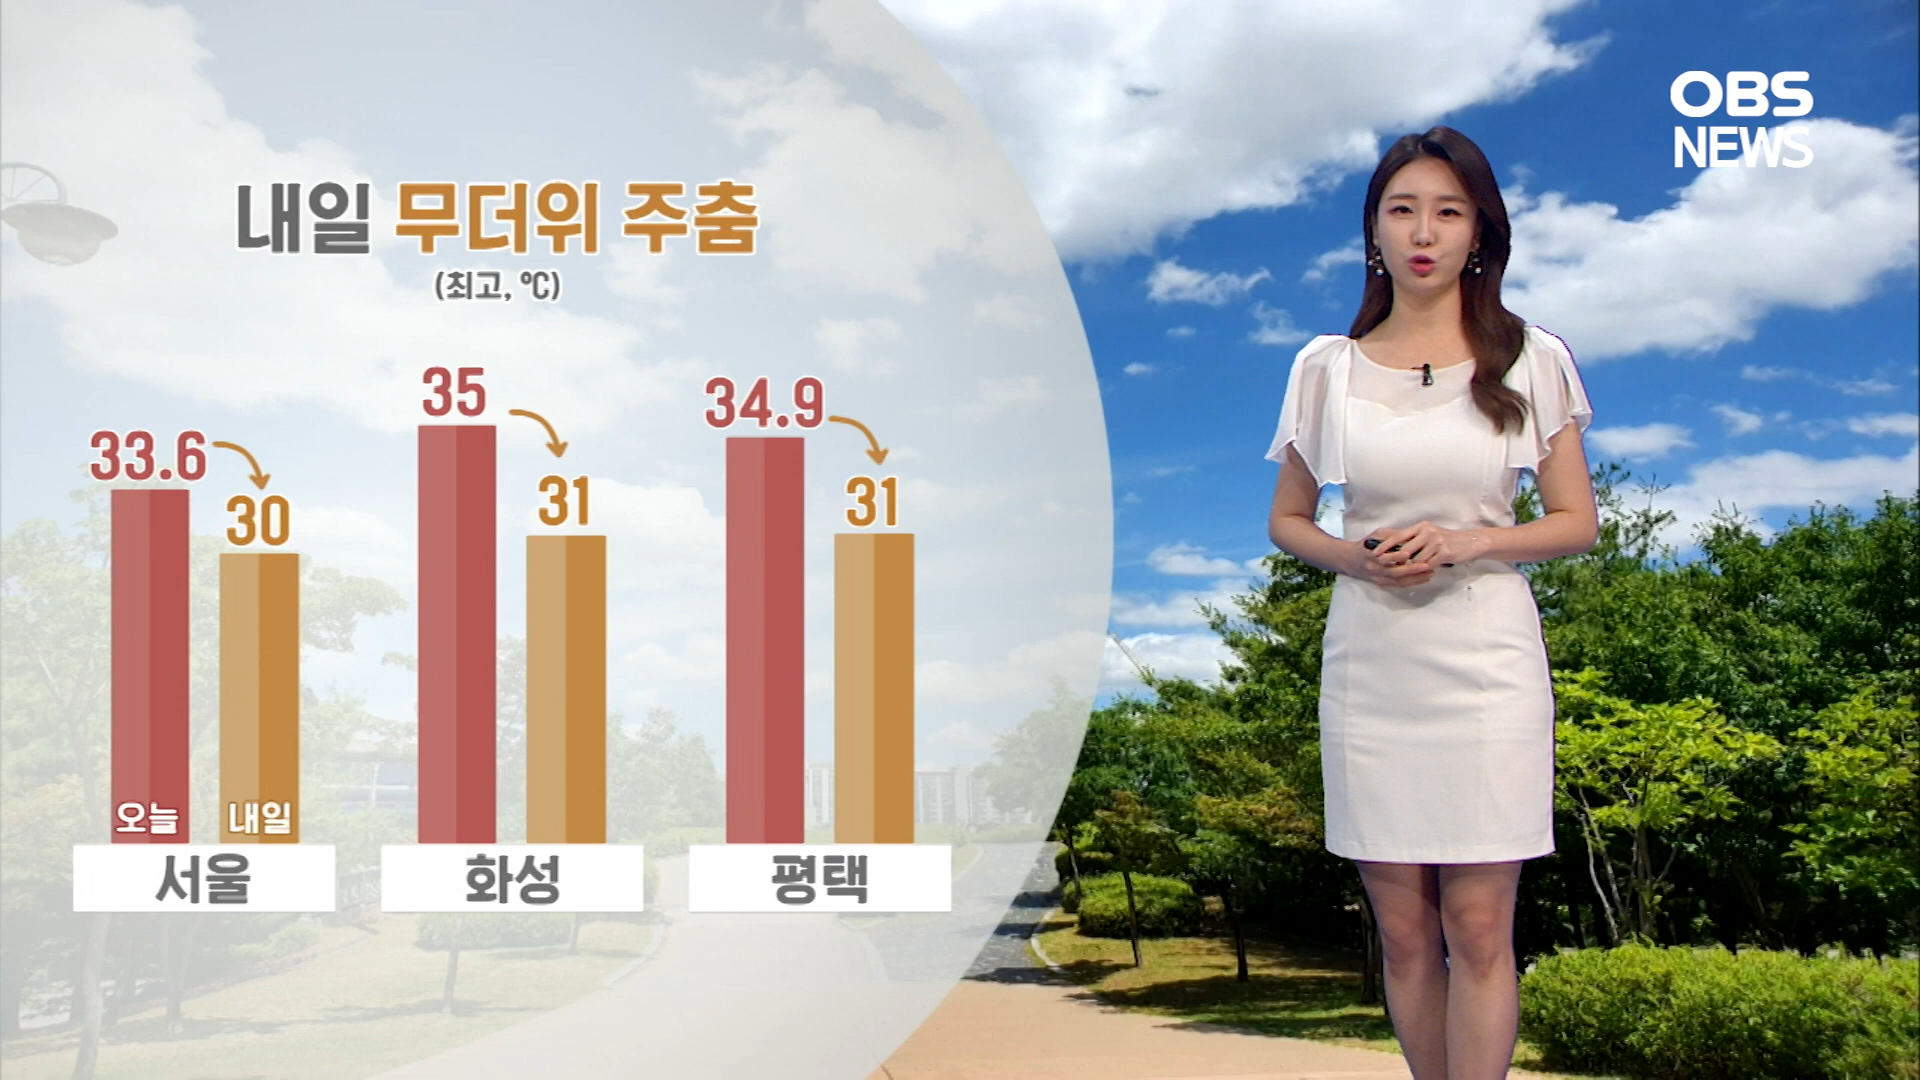 OBS
NEWS
내일 무더위 주춤
(최고, ℃)
33.6
30
35
31
34.9
31
오늘
내일
서울
화성
평택